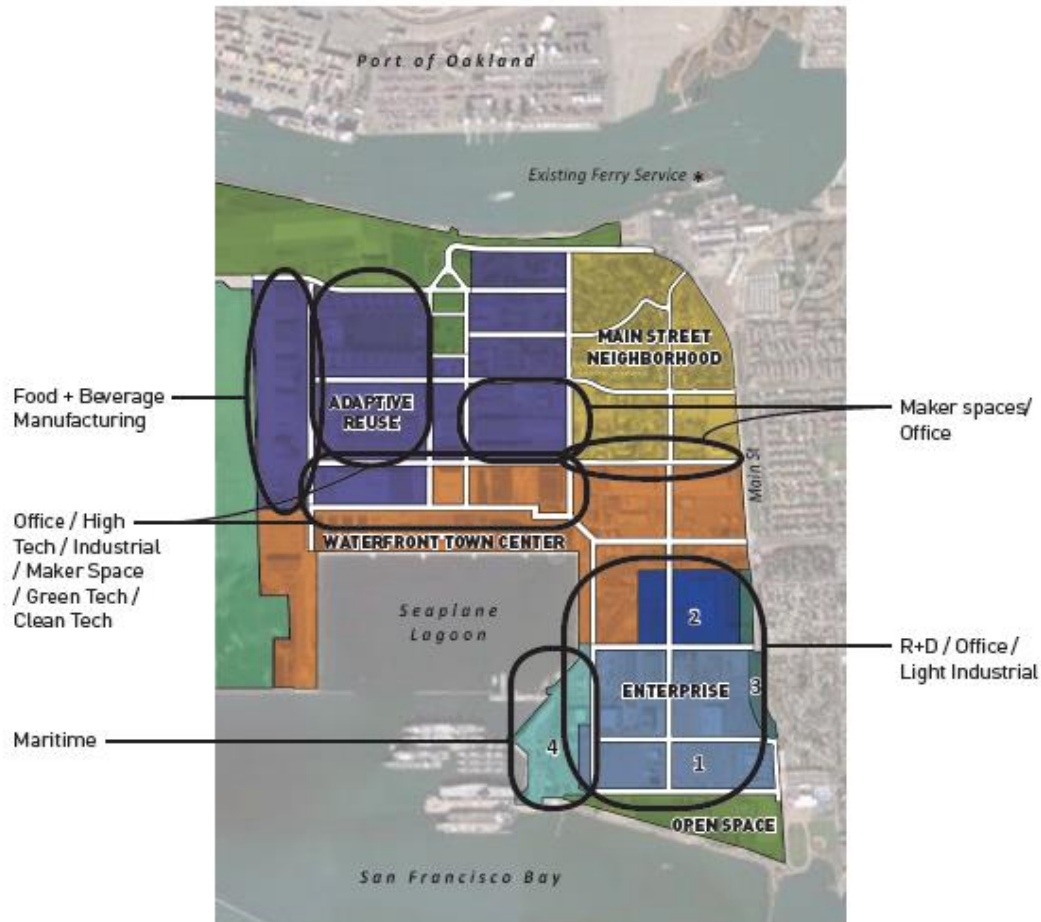 Port of Oakland
Existing Ferry Service *
MAIN STREET
NEIGHBORHOOD
Food + Beverage
Manufacturing
ADAPTIVE
REUSE
Maker spaces/
Office
Main St
Office / High
Tech / Industrial
/ Maker Space
/ Green Tech /
Clean Tech
WATERFRONT TOWN CENTER
Seaplane
Lagoon
2
R+D / Office /
Light Industrial
ENTERPRISE
3
Maritime
4
1
OPEN SPACE
San Francisco Bay